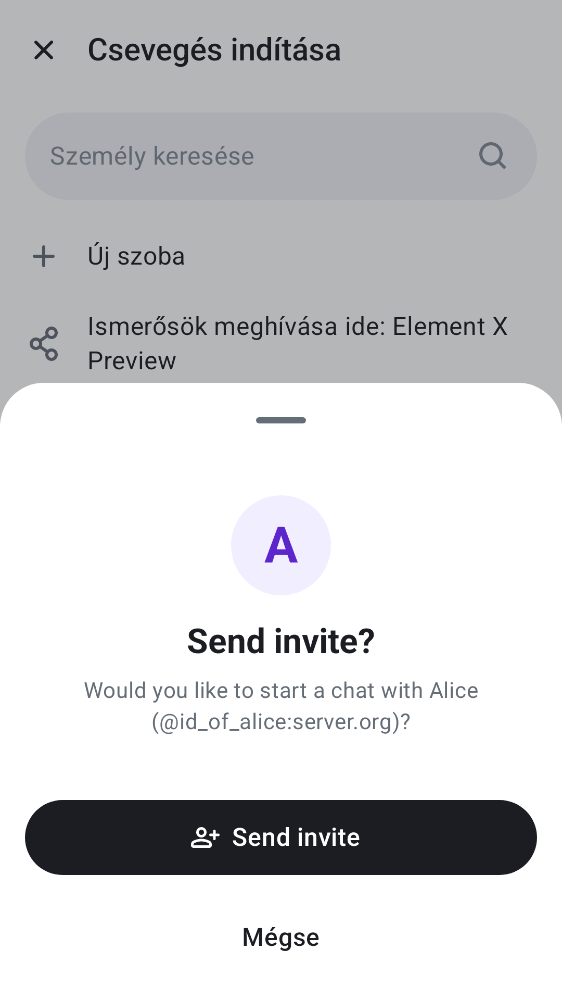 Csevegés indítása
Személy keresése
Új szoba
Ismerősök meghívása ide: Element X
Preview
A
Send invite?
Would you like to start a chat with Alice
(@id_of_alice:server.org)?
Send invite
Mégse